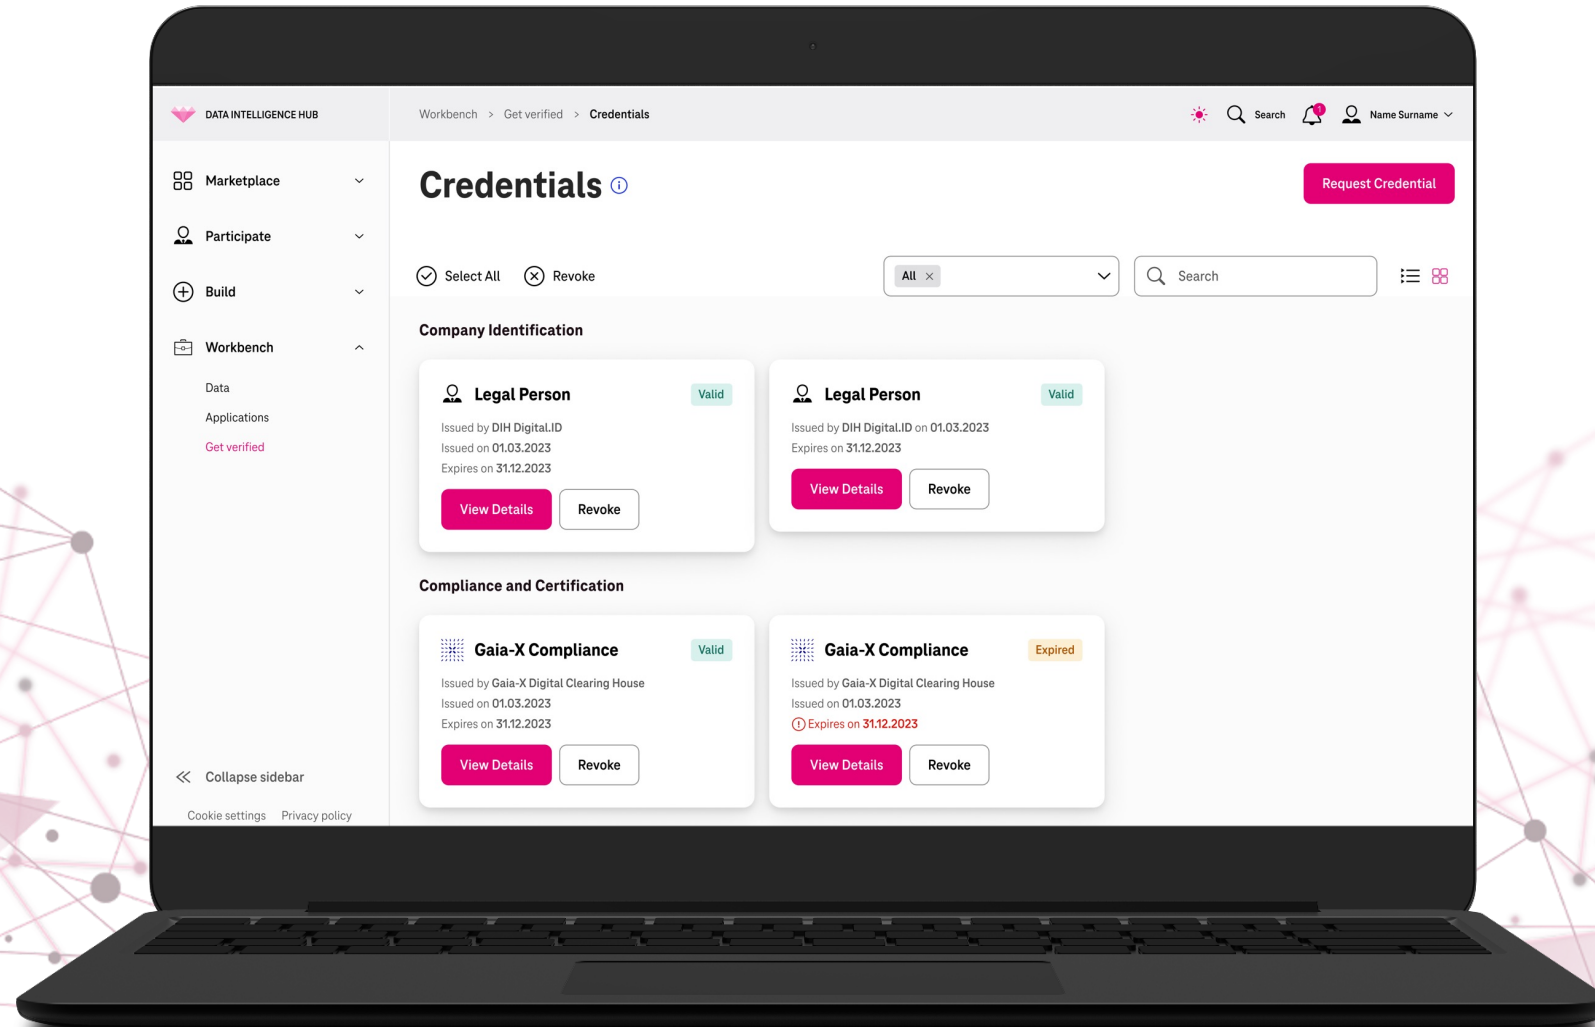 DATA INTELLIGENCE HUB
Workbench > Get verified > Credentials
Search
1
Name Surname
Marketplace
Participate
Build
Workbench
Data
Applications
Get verified
Collapse sidebar
Cookie settings Privacy policy
Credentials
Request Credential
Select All Revoke
All ×
Search
Company Identification
Legal Person
Valid
Issued by DIH Digital.ID
Issued on 01.03.2023
Expires on 31.12.2023
View Details Revoke
Legal Person
Valid
Issued by DIH Digital.ID on 01.03.2023
Expires on 31.12.2023
View Details Revoke
Compliance and Certification
Gaia-X Compliance
Valid
Issued by Gaia-X Digital Clearing House
Issued on 01.03.2023
Expires on 31.12.2023
View Details Revoke
Gaia-X Compliance
Expired
Issued by Gaia-X Digital Clearing House
Issued on 01.03.2023
Expires on 31.12.2023
View Details Revoke